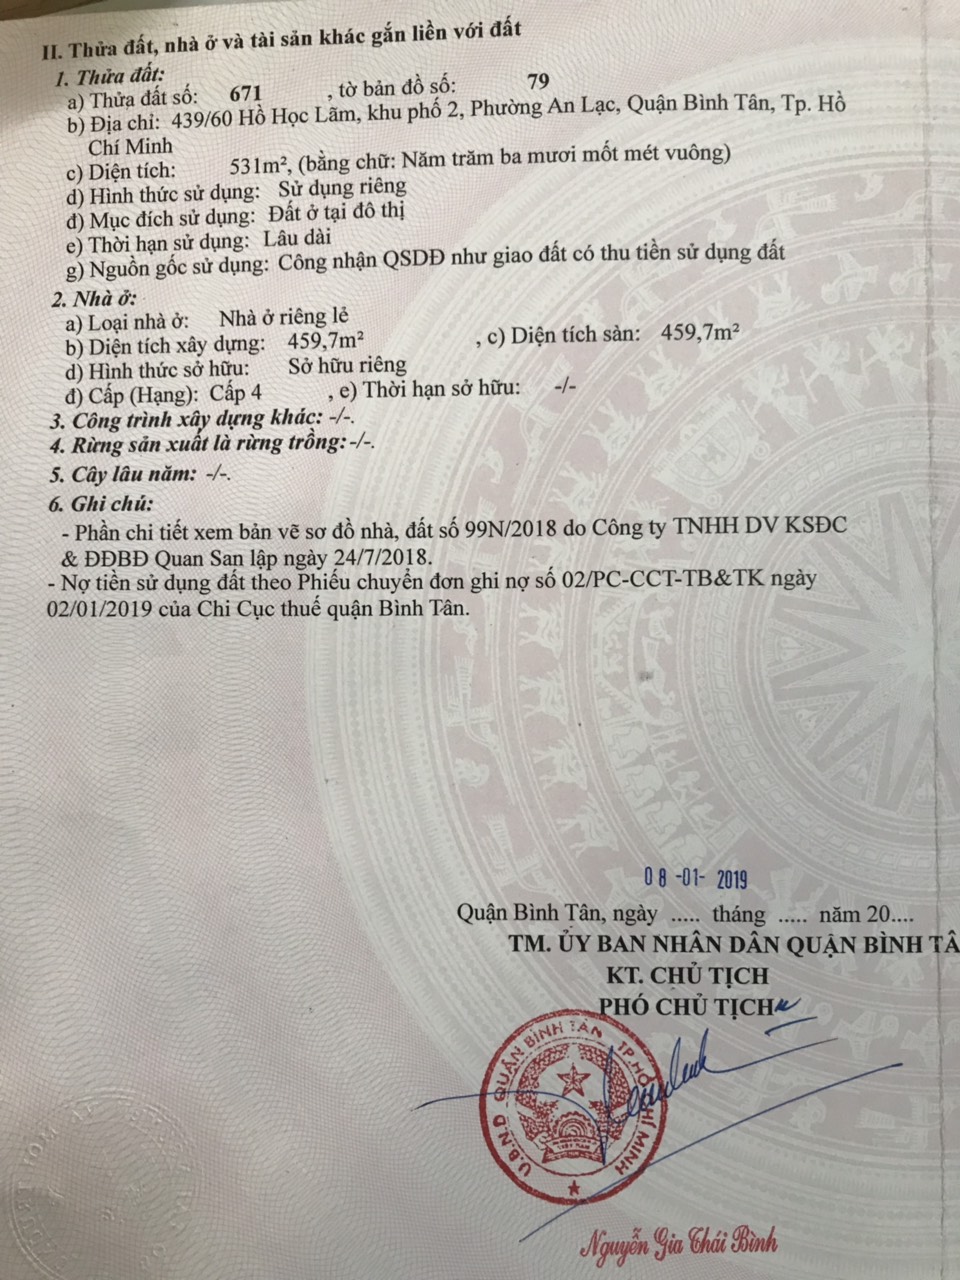 II. Thửa đất, nhà ở và tài sản khác gắn liền với đất
1. Thửa đất:
a) Thửa đất số: 671 , tờ bản đồ số: 79
b) Địa chỉ: 439/60 Hồ Học Lãm, khu phố 2, Phường An Lạc, Quận Bình Tân, Tp. Hồ
Chí Minh
c) Diện tích: 531m², (bằng chữ: Năm trăm ba mươi mốt mét vuông)
d) Hình thức sử dụng: Sử dụng riêng
đ) Mục đích sử dụng: Đất ở tại đô thị
e) Thời hạn sử dụng: Lâu dài
g) Nguồn gốc sử dụng: Công nhận QSDĐ như giao đất có thu tiền sử dụng đất
2. Nhà ở:
a) Loại nhà ở: Nhà ở riêng lẻ
b) Diện tích xây dựng: 459,7m² , c) Diện tích sàn: 459,7m²
d) Hình thức sở hữu: Sở hữu riêng
đ) Cấp (Hạng): Cấp 4 , e) Thời hạn sở hữu: -/-
3. Công trình xây dựng khác: -/-.
4. Rừng sản xuất là rừng trồng:-/-.
5. Cây lâu năm: -/-.
6. Ghi chú:
- Phần chi tiết xem bản vẽ sơ đồ nhà, đất số 99N/2018 do Công ty TNHH DV KSĐC
& ĐĐBĐ Quan San lập ngày 24/7/2018.
- Nợ tiền sử dụng đất theo Phiếu chuyển đơn ghi nợ số 02/PC-CCT-TB&TK ngày
02/01/2019 của Chi Cục thuế quận Bình Tân.
08 -01- 2019
Quận Bình Tân, ngày ..... tháng ..... năm 20....
TM. ỦY BAN NHÂN DÂN QUẬN BÌNH TÂ
KT. CHỦ TỊCH
PHÓ CHỦ TỊCH
U.B.N.D QUẬN BÌNH TÂN TP.HỒ CHÍ MINH
Nguyễn Gia Thái Bình